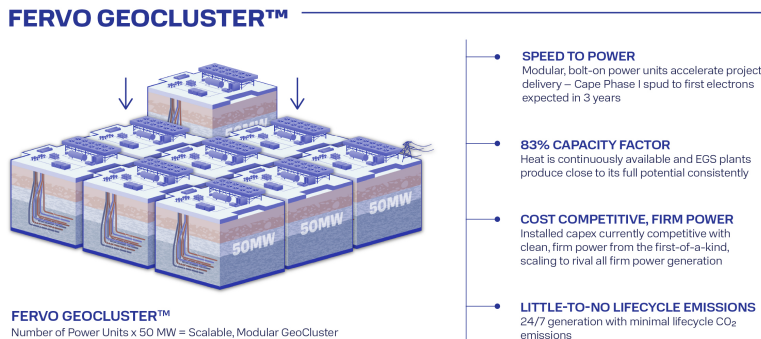 FERVO GEOCLUSTER™
50MW
50MW
50MW
50MW
FERVO GEOCLUSTER™
Number of Power Units x 50 MW = Scalable, Modular GeoCluster
SPEED TO POWER
Modular, bolt-on power units accelerate project
delivery – Cape Phase I spud to first electrons
expected in 3 years
83% CAPACITY FACTOR
Heat is continuously available and EGS plants
produce close to its full potential consistently
COST COMPETITIVE, FIRM POWER
Installed capex currently competitive with
clean, firm power from the first-of-a-kind,
scaling to rival all firm power generation
LITTLE-TO-NO LIFECYCLE EMISSIONS
24/7 generation with minimal lifecycle CO₂
emissions